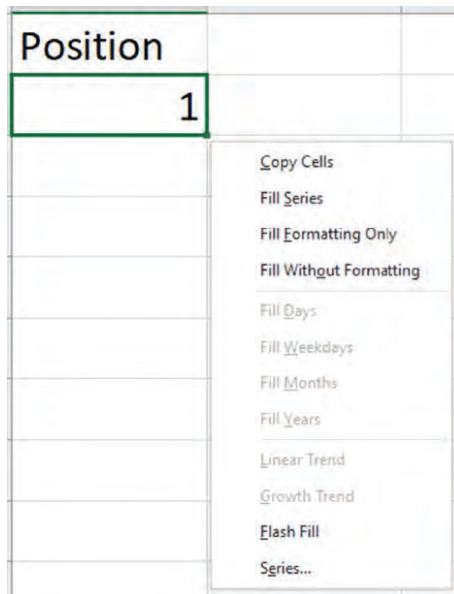 Position
1
Copy Cells
Fill Series
Fill Formatting Only
Fill Without Formatting
Fill Days
Fill Weekdays
Fill Months
Fill Years
Linear Trend
Growth Trend
Flash Fill
Series...